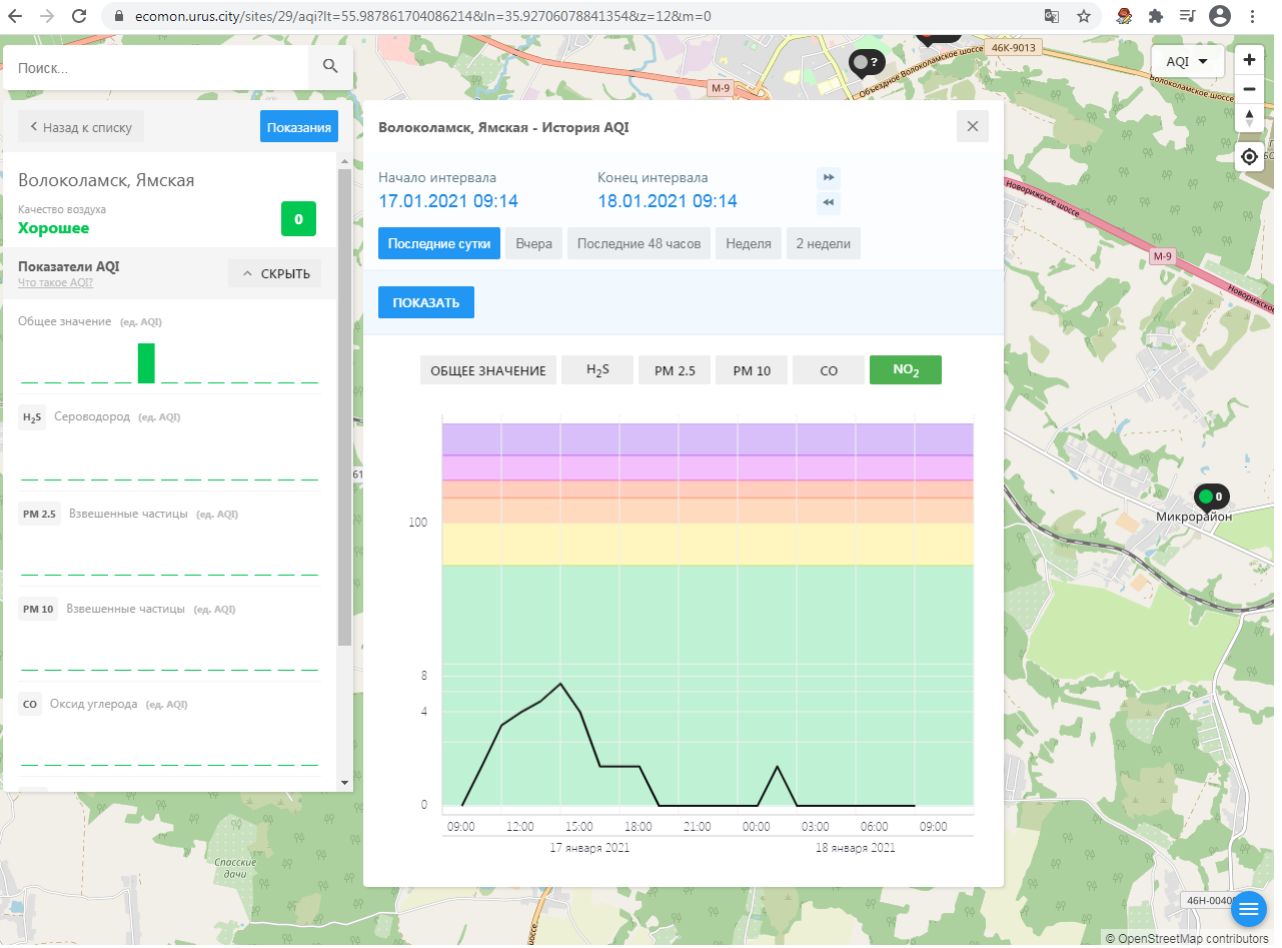 ecomon.urus.city/sites/29/aqi?lt=55.987861704086214&ln=35.92706078841354&z=12&m=0
Поиск...
?
Объездное Волоколамское шоссе
46К-9013
AQI
М-9
Волоколамское шоссе
Назад к списку
Показания
Волоколамск, Ямская
Качество воздуха
Хорошее
0
Показатели AQI
Что такое AQI?
СКРЫТЬ
Общее значение (ед. AQI)
H2S Сероводород (ед. AQI)
PM 2.5 Взвешенные частицы (ед. AQI)
PM 10 Взвешенные частицы (ед. AQI)
CO Оксид углерода (ед. AQI)
Волоколамск, Ямская - История AQI
Начало интервала
Конец интервала
17.01.2021 09:14
18.01.2021 09:14
Последние сутки
Вчера
Последние 48 часов
Неделя
2 недели
ПОКАЗАТЬ
ОБЩЕЕ ЗНАЧЕНИЕ
H2S
PM 2.5
PM 10
CO
NO2
100
8
4
0
09:00 12:00 15:00 18:00 21:00 00:00 03:00 06:00 09:00
17 января 2021
18 января 2021
Новорижское шоссе
М-9
Новорижское
61
0
Микрорайон
Спасские
дачи
46Н-0040
© OpenStreetMap contributors